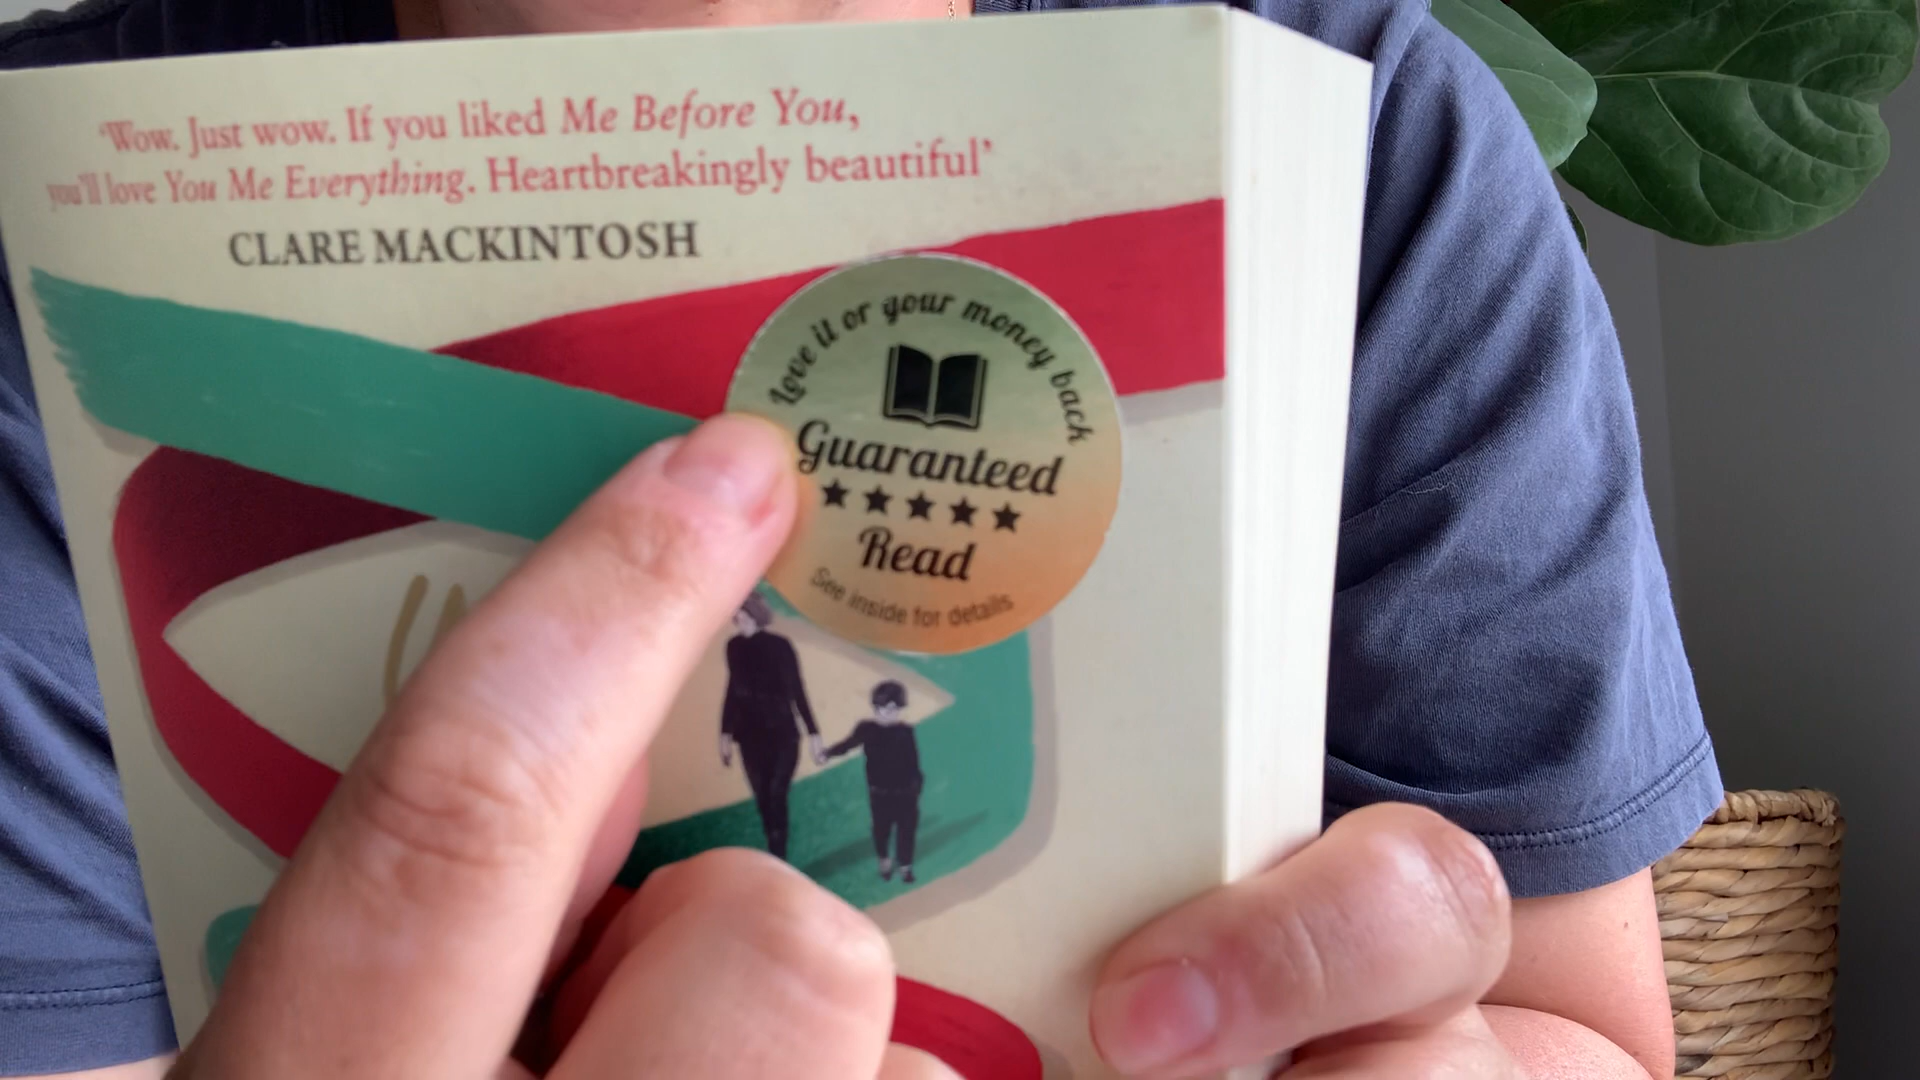 'Wow. Just wow. If you liked Me Before You,
you'll love You Me Everything. Heartbreakingly beautiful'
CLARE MACKINTOSH
Love it or your money back
Guaranteed
Read
See inside for details